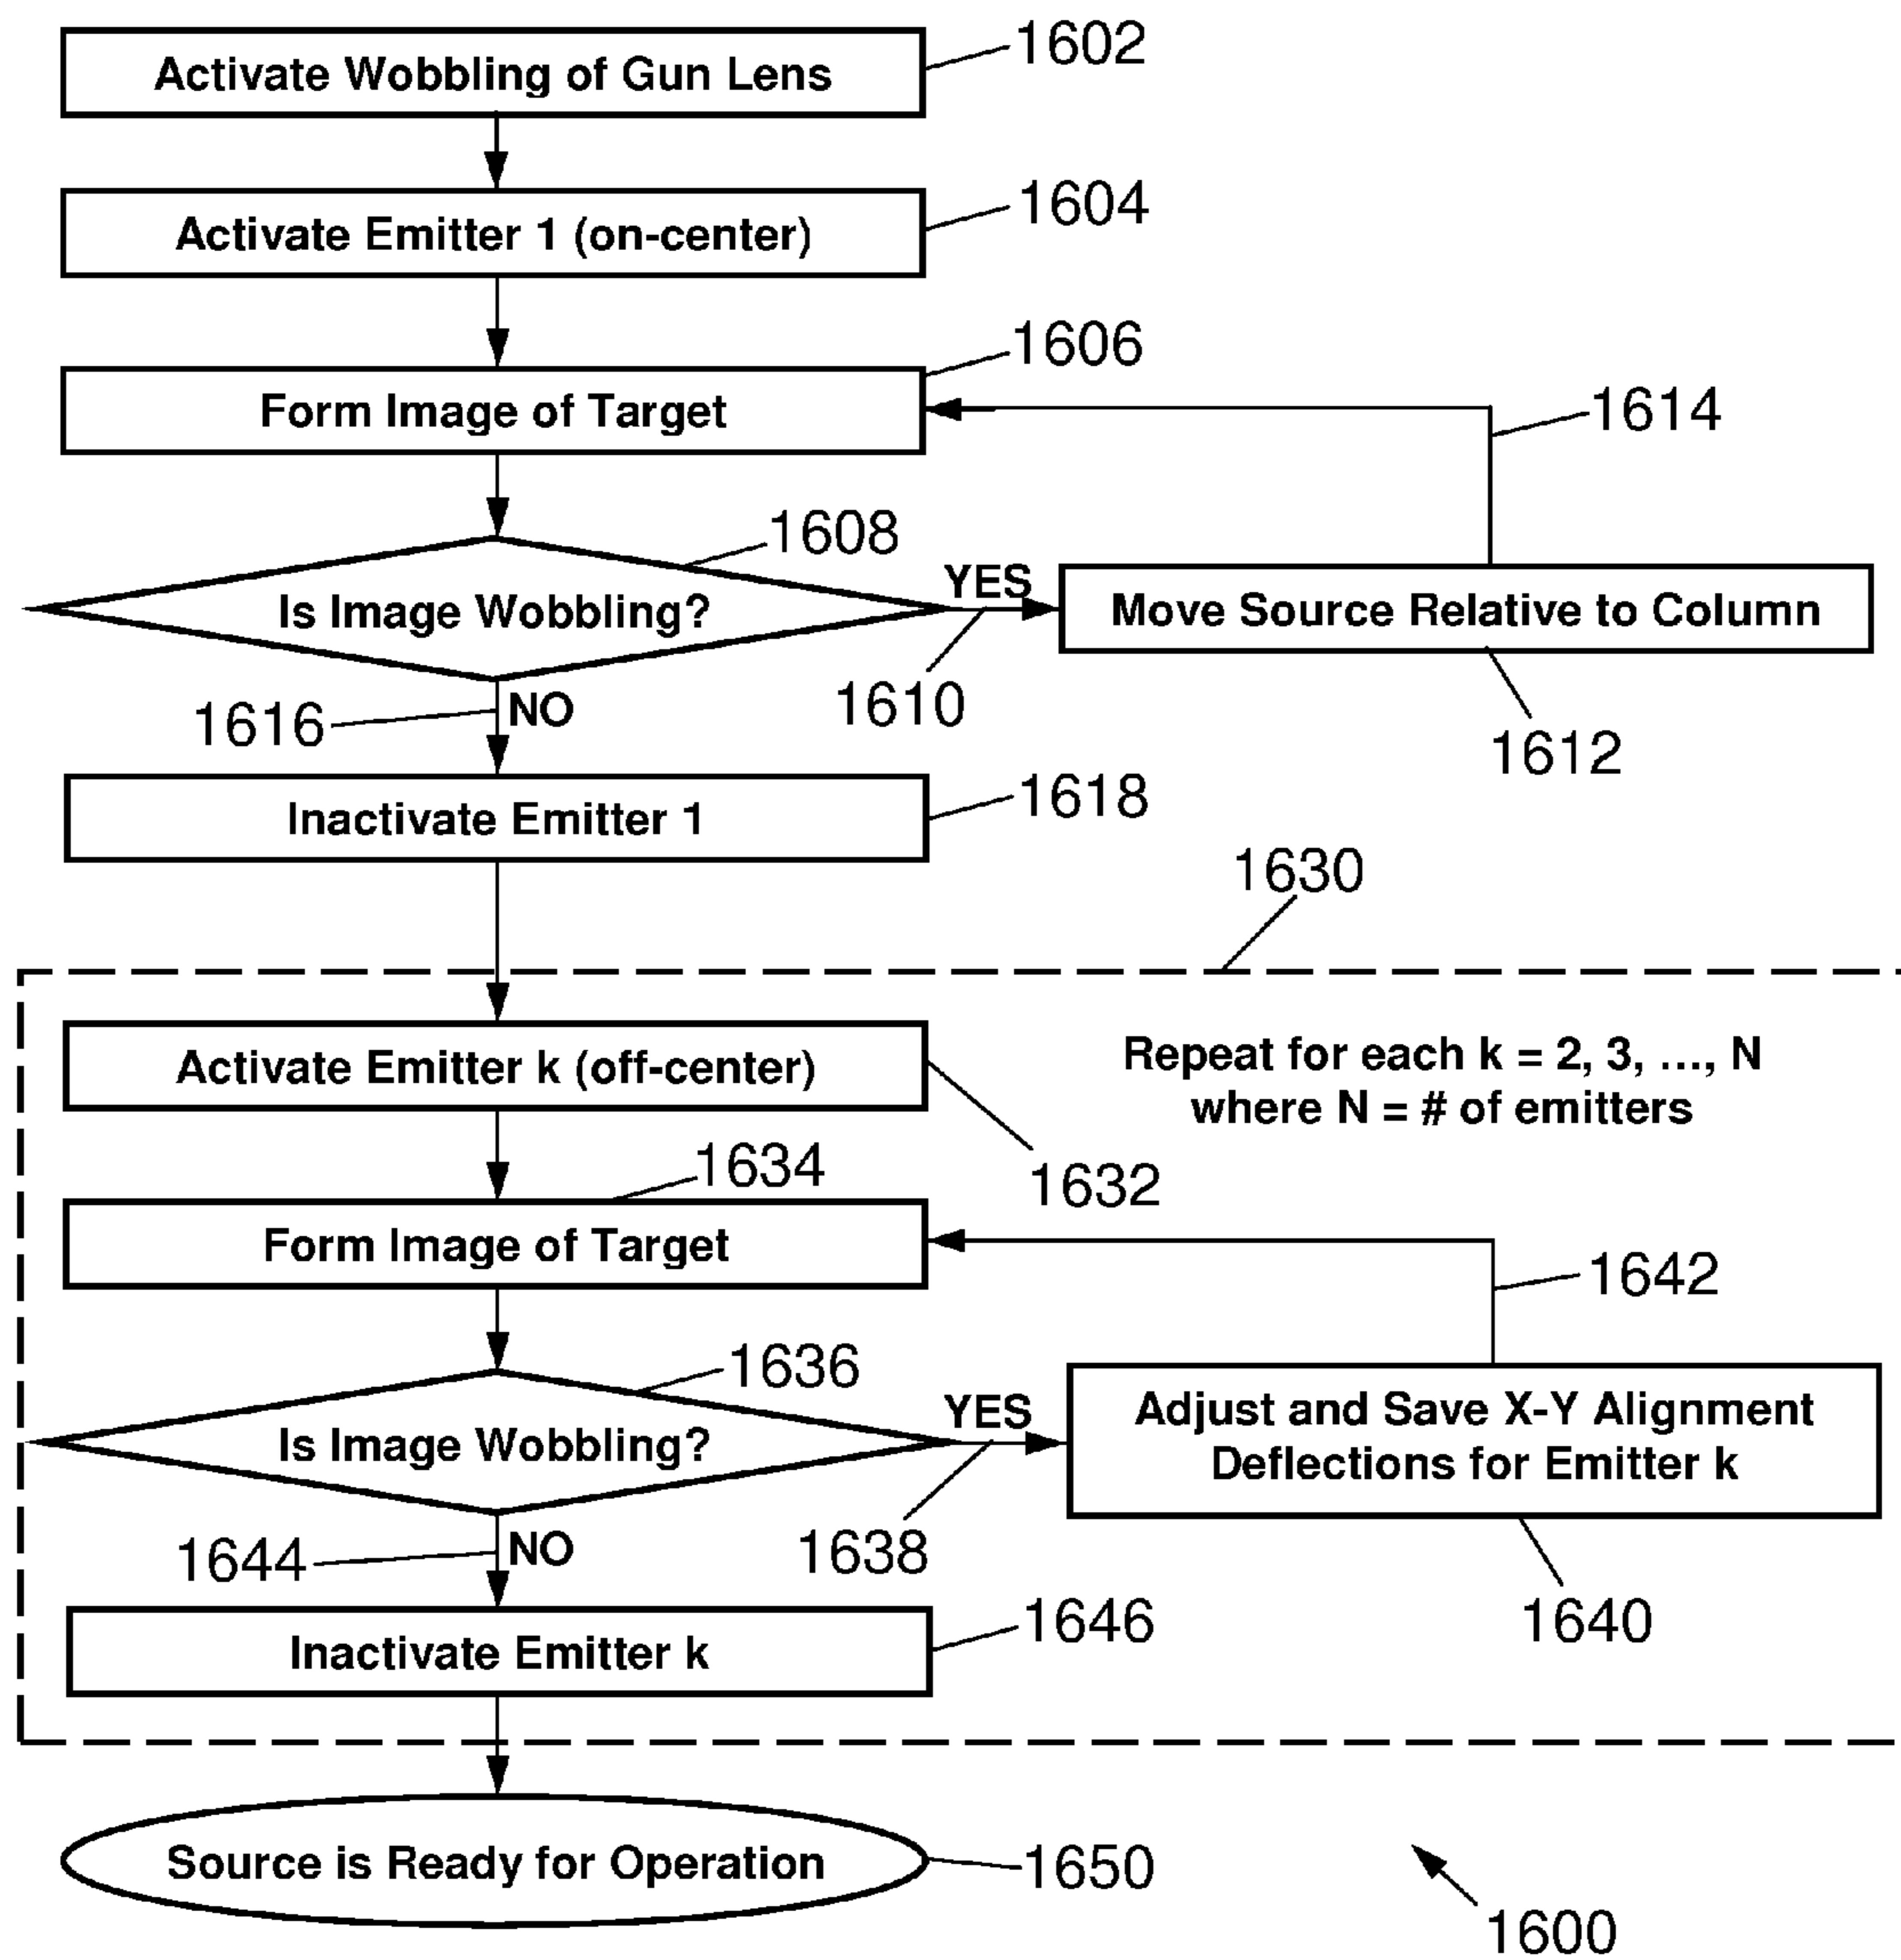 Activate Wobbling of Gun Lens
1602
Activate Emitter 1 (on-center)
1604
Form Image of Target
1606
1614
Is Image Wobbling?
1608
YES
1610
Move Source Relative to Column
1612
1616
NO
Inactivate Emitter 1
1618
1630
Activate Emitter k (off-center)
1632
Repeat for each k = 2, 3, ..., N
where N = # of emitters
Form Image of Target
1634
1642
Is Image Wobbling?
1636
YES
1638
Adjust and Save X-Y Alignment
Deflections for Emitter k
1640
1644
NO
Inactivate Emitter k
1646
Source is Ready for Operation
1650
1600